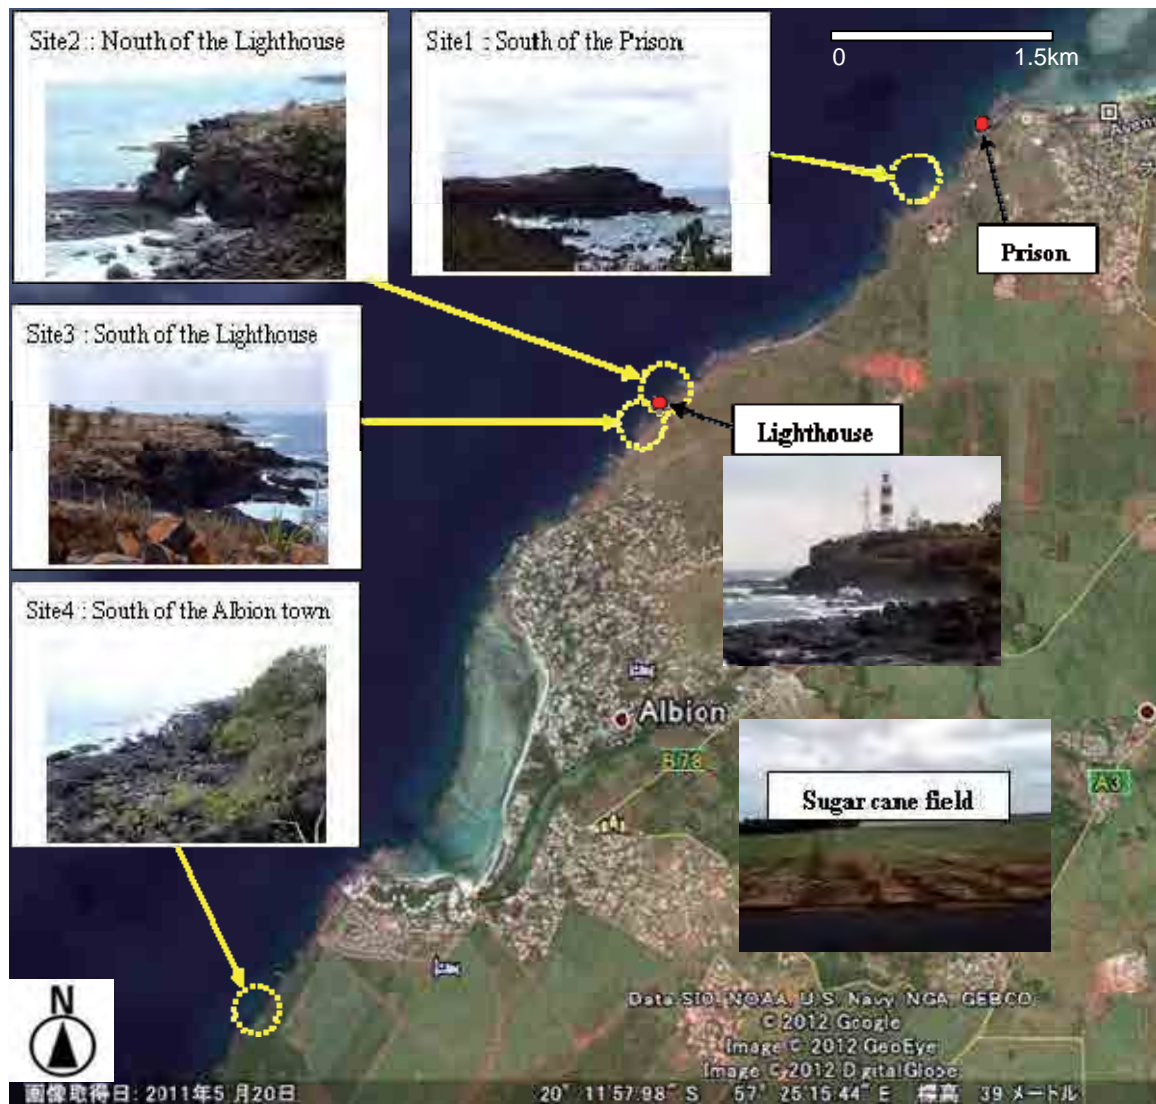 Site2 : Nouth of the Lighthouse
Site1 : South of the Prison
0 1.5km
Prison
Site3 : South of the Lighthouse
Lighthouse
Site4 : South of the Albion town
Albion
B78
A3
Sugar cane field
N
Data SIO, NOAA, U.S. Navy, NGA, GEBCO
© 2012 Google
Image © 2012 GeoEye
Image © 2012 DigitalGlobe
画像取得日: 2011年5月20日 20° 11'57.98" S 57° 25'15.44" E 標高 39 メートル